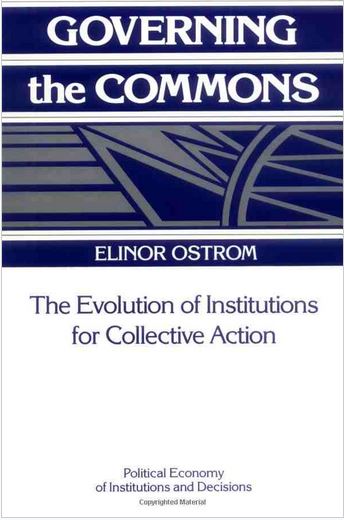 GOVERNING
the COMMONS
ELINOR OSTROM
The Evolution of Institutions
for Collective Action
Political Economy
of Institutions and Decisions
Copyrighted Material